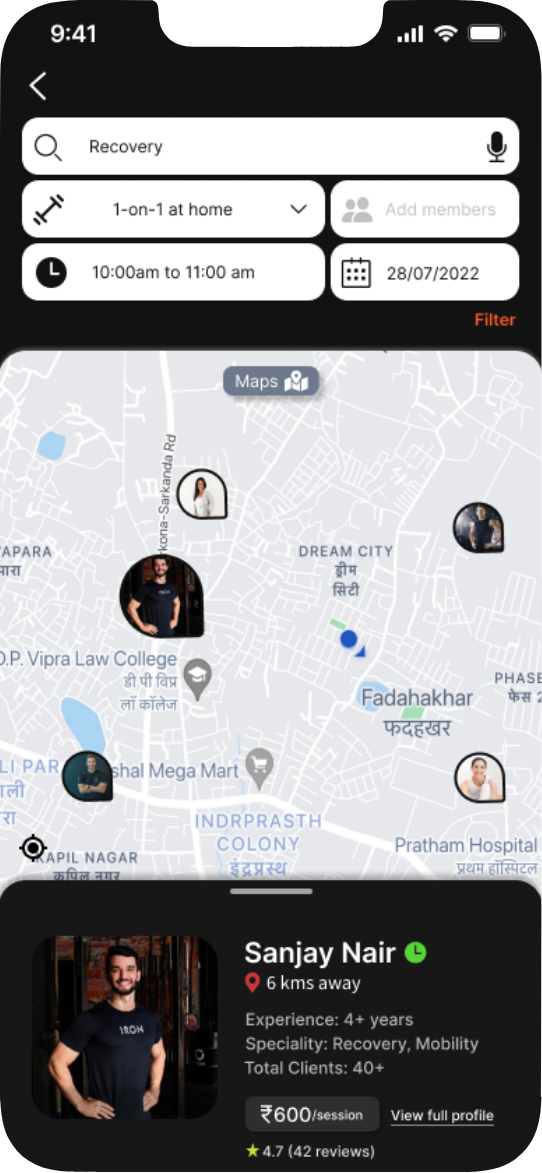 9:41
Recovery
1-on-1 at home
Add members
10:00am to 11:00 am
28/07/2022
Filter
Maps
kona-Sarkanda Rd
APARA
पारा
DREAM CITY
ड्रीम
सिटी
O.P. Vipra Law College
डी पी विप्र
लॉ कॉलेज
PHASE
फेस 2
Fadahakhar
फदहखर
LI PAR
ाली
रा
shal Mega Mart
INDRPRASTH
COLONY
इंद्रप्रस्थ
Pratham Hospital
प्रथम हॉस्पिटल
KAPIL NAGAR
कपिल नगर
Sanjay Nair
6 kms away
IRON
Experience: 4+ years
Speciality: Recovery, Mobility
Total Clients: 40+
₹600/session
View full profile
★4.7 (42 reviews)